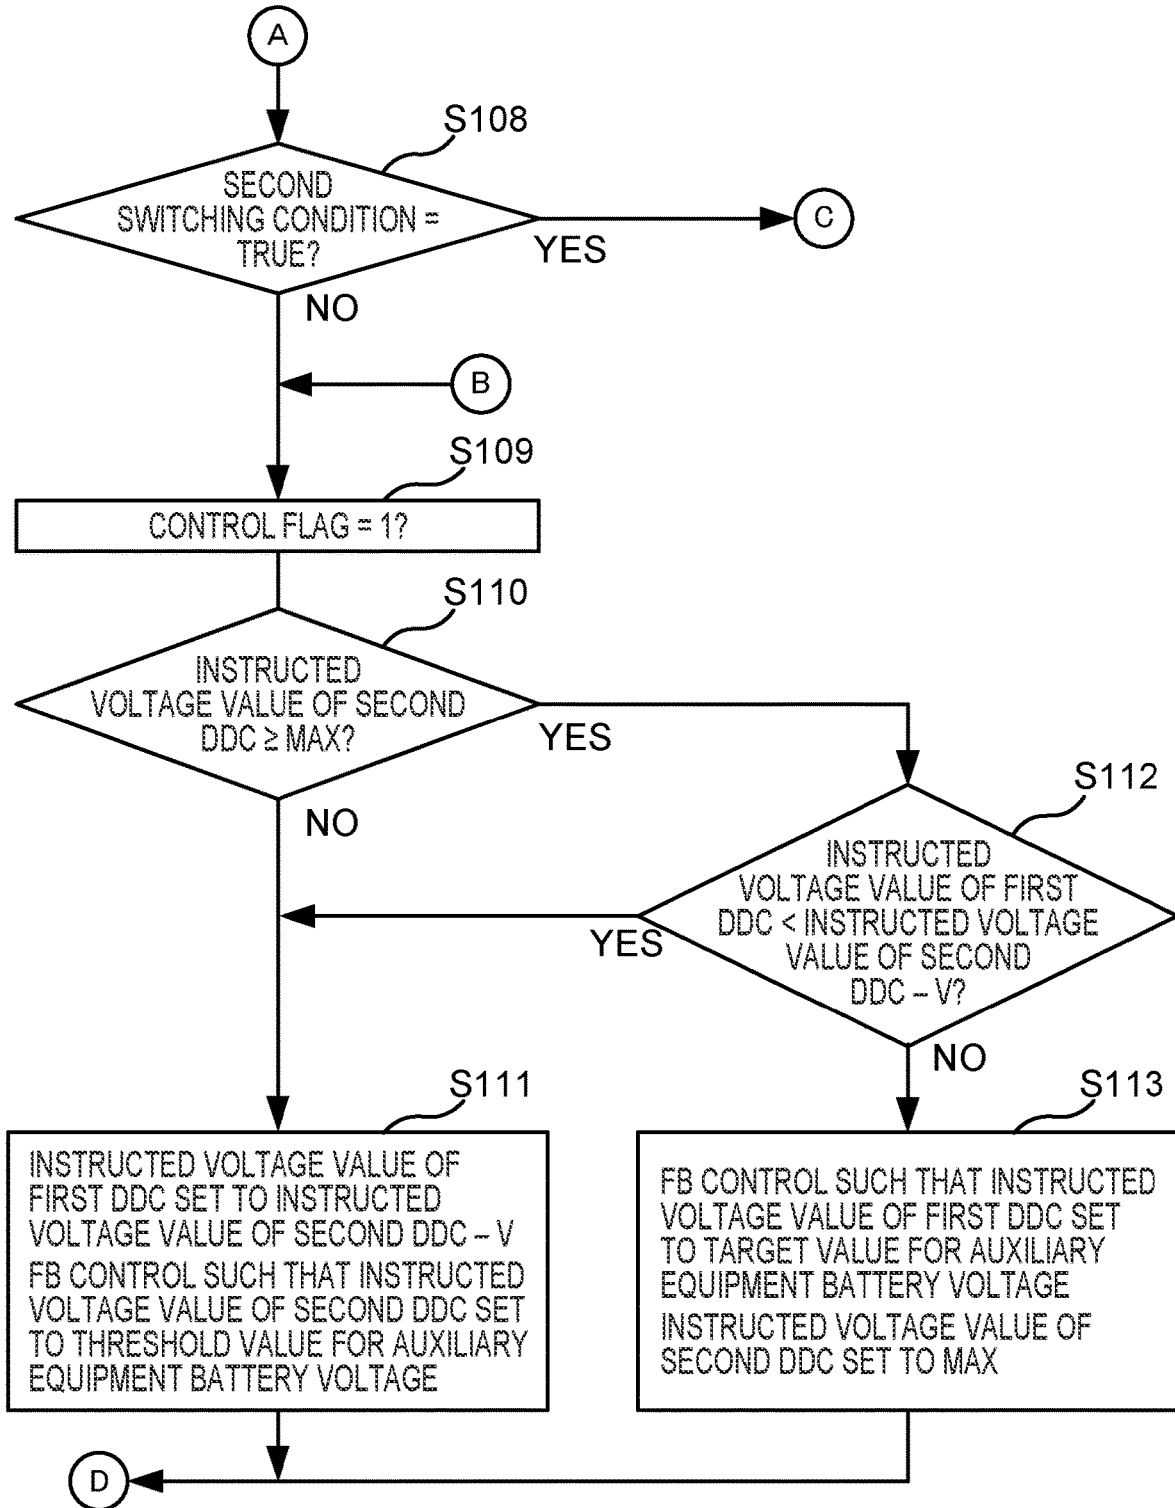 A
S108
SECOND
SWITCHING CONDITION =
TRUE?
YES
C
NO
B
S109
CONTROL FLAG = 1?
S110
INSTRUCTED
VOLTAGE VALUE OF SECOND
DDC ≥ MAX?
YES
NO
S112
INSTRUCTED
VOLTAGE VALUE OF FIRST
DDC < INSTRUCTED VOLTAGE
VALUE OF SECOND
DDC – V?
YES
NO
S111
INSTRUCTED VOLTAGE VALUE OF
FIRST DDC SET TO INSTRUCTED
VOLTAGE VALUE OF SECOND DDC – V
FB CONTROL SUCH THAT INSTRUCTED
VOLTAGE VALUE OF SECOND DDC SET
TO THRESHOLD VALUE FOR AUXILIARY
EQUIPMENT BATTERY VOLTAGE
S113
FB CONTROL SUCH THAT INSTRUCTED
VOLTAGE VALUE OF FIRST DDC SET
TO TARGET VALUE FOR AUXILIARY
EQUIPMENT BATTERY VOLTAGE
INSTRUCTED VOLTAGE VALUE OF
SECOND DDC SET TO MAX
D